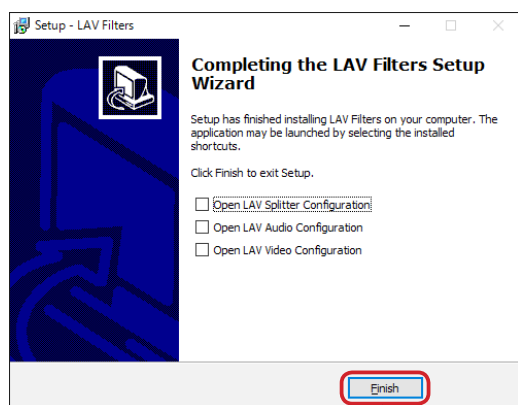 Setup - LAV Filters
Completing the LAV Filters Setup
Wizard
Setup has finished installing LAV Filters on your computer. The
application may be launched by selecting the installed
shortcuts.
Click Finish to exit Setup.
Open LAV Splitter Configuration
Open LAV Audio Configuration
Open LAV Video Configuration
Finish